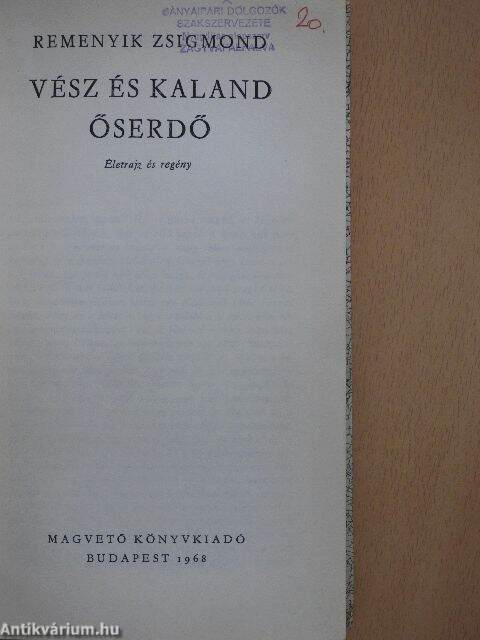 BÁNYAIPARI DOLGOZÓK
20.
SZAKSZERVEZETE
REMENYIK ZSIGMOND
VÉSZ ÉS KALAND
ŐSERDŐ
Életrajz és regény
MAGVETŐ KÖNYVKIADÓ
BUDAPEST 1968
Antikvárium.hu